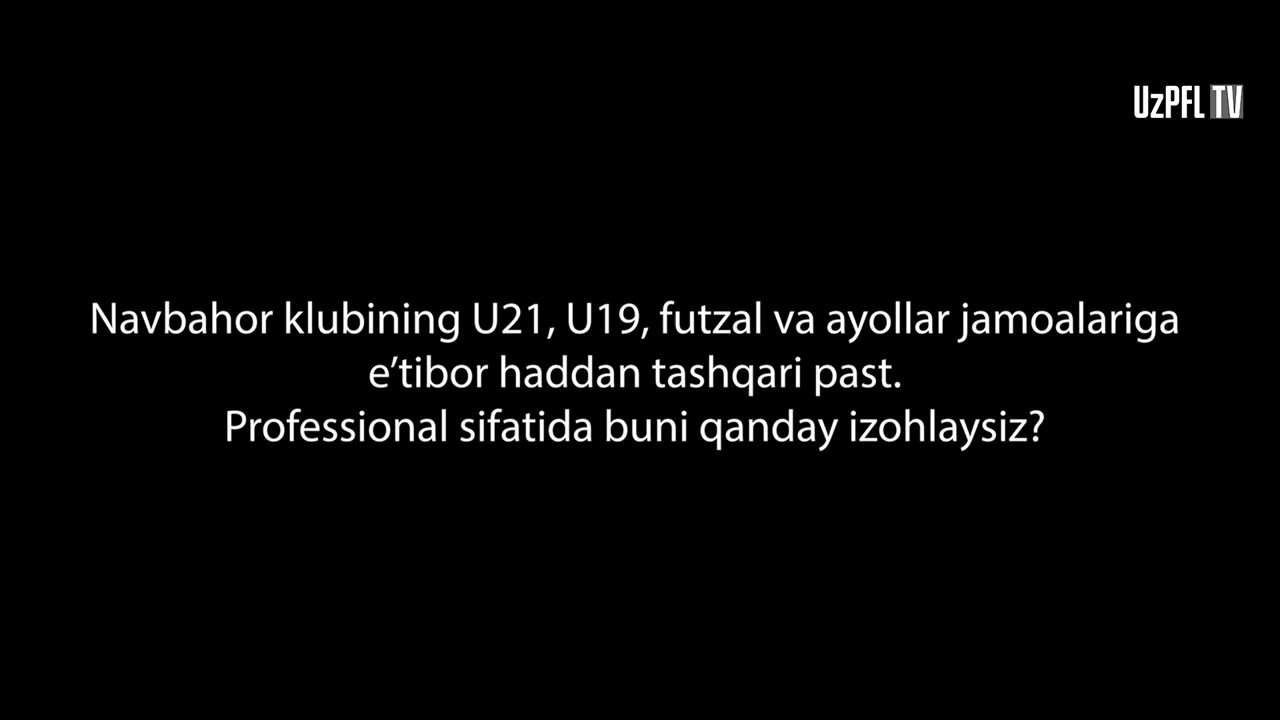 UzPFL TV
Navbahor klubining U21, U19, futzal va ayollar jamoalariga
e’tibor haddan tashqari past.
Professional sifatida buni qanday izohlaysiz?